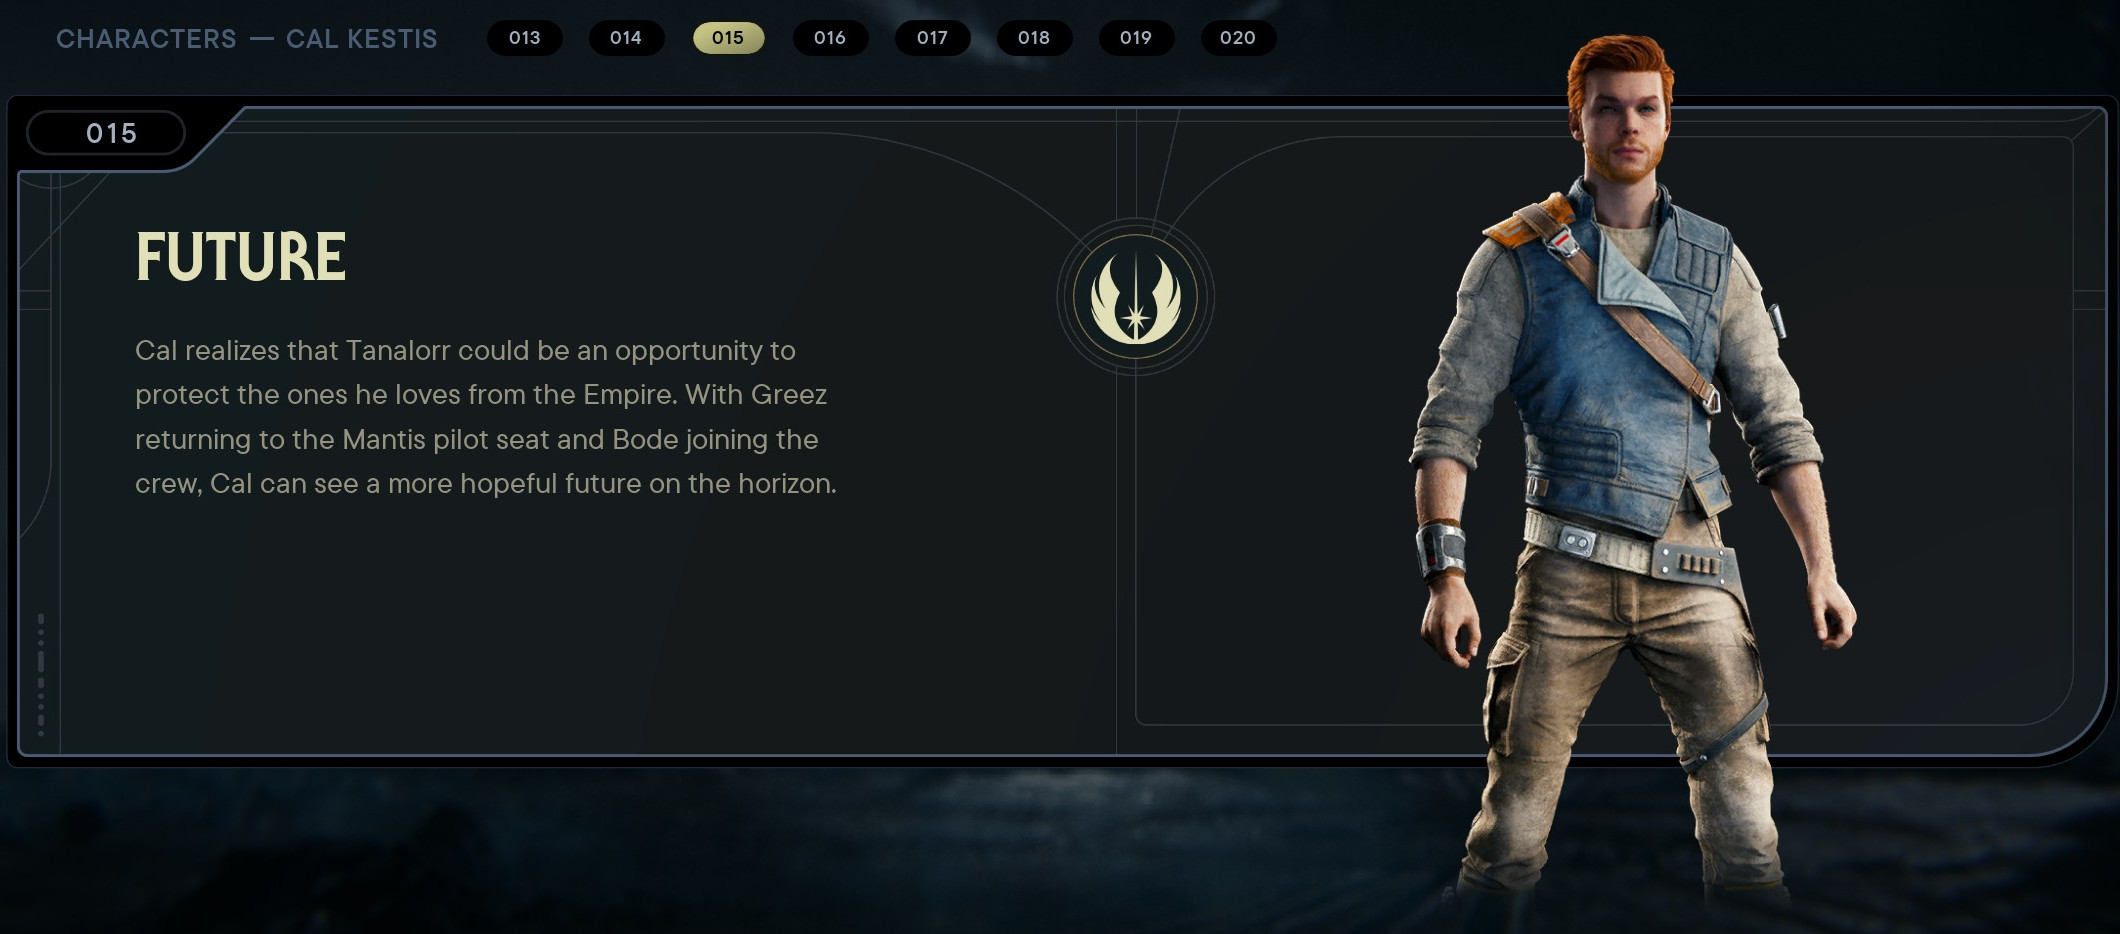 CHARACTERS — CAL KESTIS
013 014 015 016 017 018 019 020
015
FUTURE
Cal realizes that Tanalorr could be an opportunity to
protect the ones he loves from the Empire. With Greez
returning to the Mantis pilot seat and Bode joining the
crew, Cal can see a more hopeful future on the horizon.